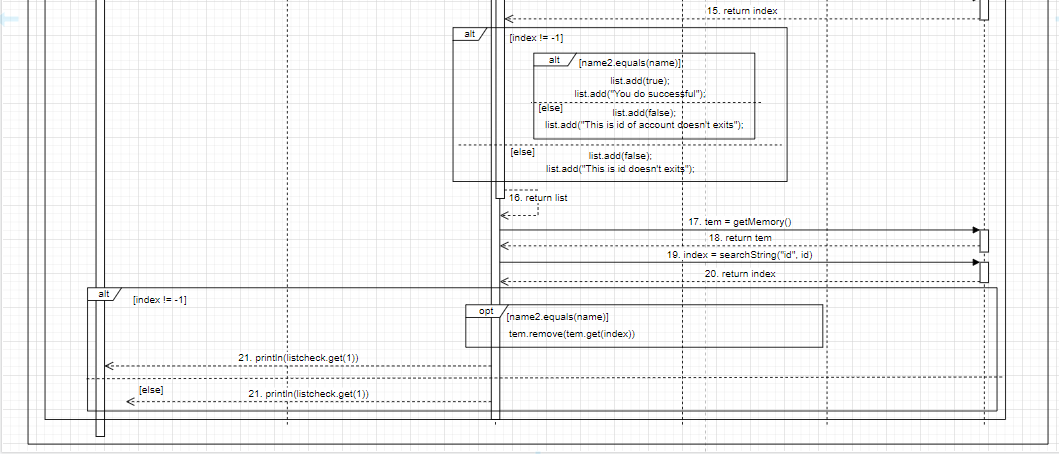 15. return index
alt
[index != -1]
alt
[name2.equals(name)]
list.add(true);
list.add("You do successful");
[else]
list.add(false);
list.add("This is id of account doesn't exits");
[else]
list.add(false);
list.add("This is id doesn't exits");
16. return list
17. tem = getMemory()
18. return tem
19. index = searchString("id", id)
20. return index
alt
[index != -1]
opt
[name2.equals(name)]
tem.remove(tem.get(index))
21. println(listcheck.get(1))
[else]
21. println(listcheck.get(1))